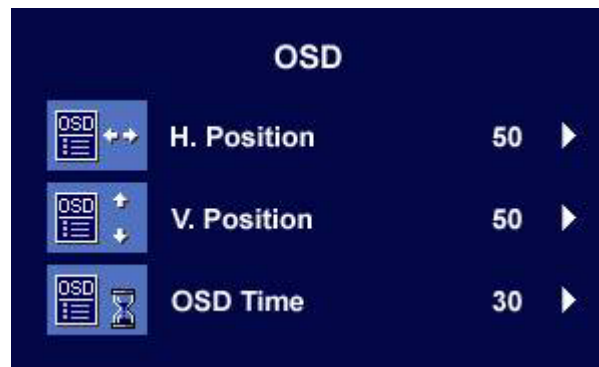 OSD
OSD H. Position 50
OSD V. Position 50
OSD OSD Time 30